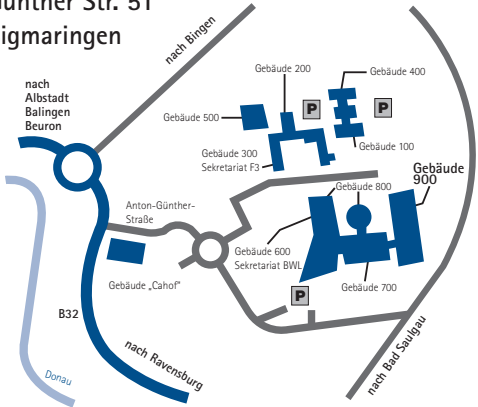 Günther Str. 51
igmaringen
nach Bingen
nach
Albstadt
Balingen
Beuron
Gebäude 200
Gebäude 400
P
P
Gebäude 500
Gebäude 300
Sekretariat F3
Gebäude 100
Gebäude
900
Gebäude 800
Anton-Günther-
Straße
Gebäude 600
Sekretariat BWL
Gebäude „Cahof“
P
Gebäude 700
B32
nach Ravensburg
nach Bad Saulgau
Donau